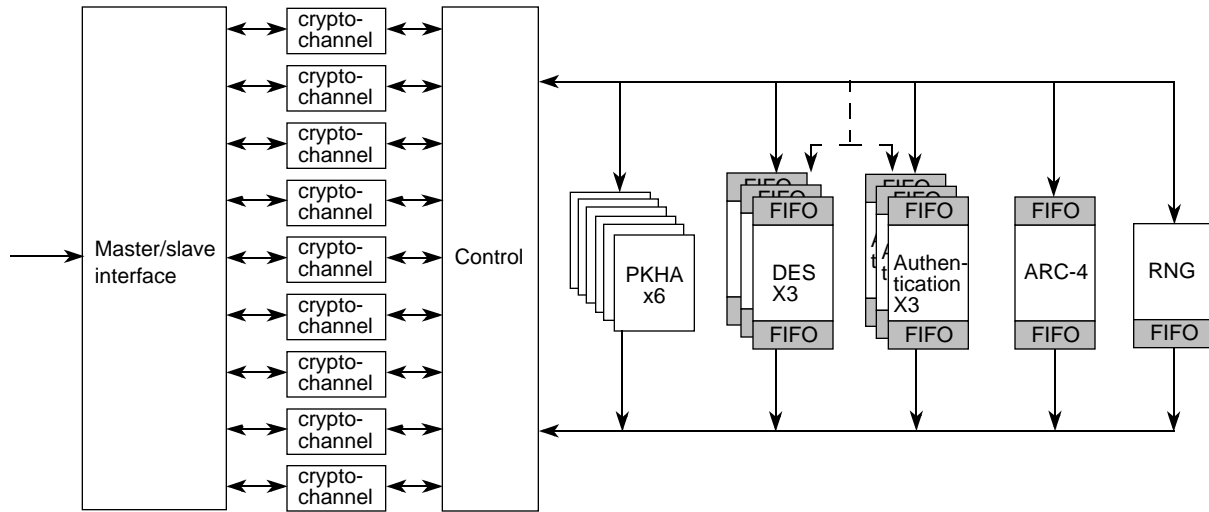 crypto-
channel
crypto-
channel
crypto-
channel
crypto-
channel
crypto-
channel
crypto-
channel
crypto-
channel
crypto-
channel
crypto-
channel
Master/slave
interface
Control
PKHA
x6
FIFO
FIFO
FIFO
DES
X3
FIFO
FIFO
FIFO
FIFO
A
t
A
t
Authen-
tication
X3
FIFO
FIFO
ARC-4
FIFO
RNG
FIFO